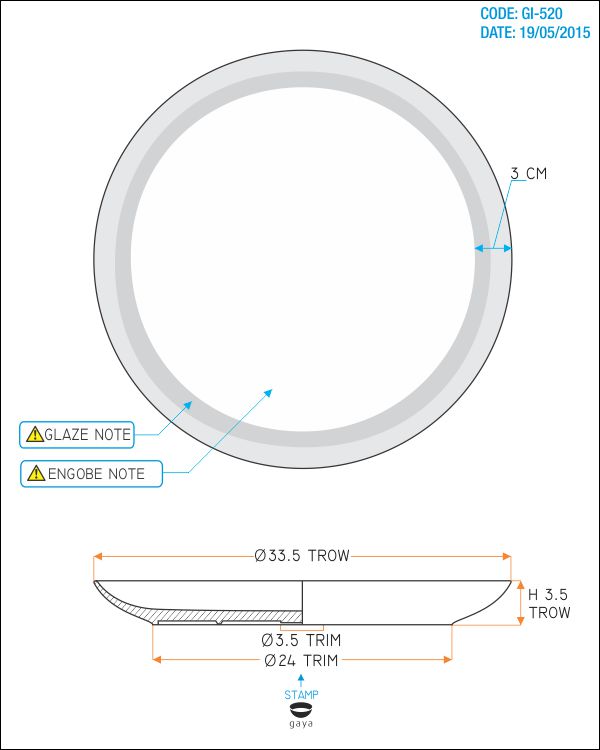 CODE: GI-520
DATE: 19/05/2015
3 CM
GLAZE NOTE
ENGOBE NOTE
Ø33.5 TROW
H 3.5
TROW
Ø3.5 TRIM
Ø24 TRIM
STAMP
gaya